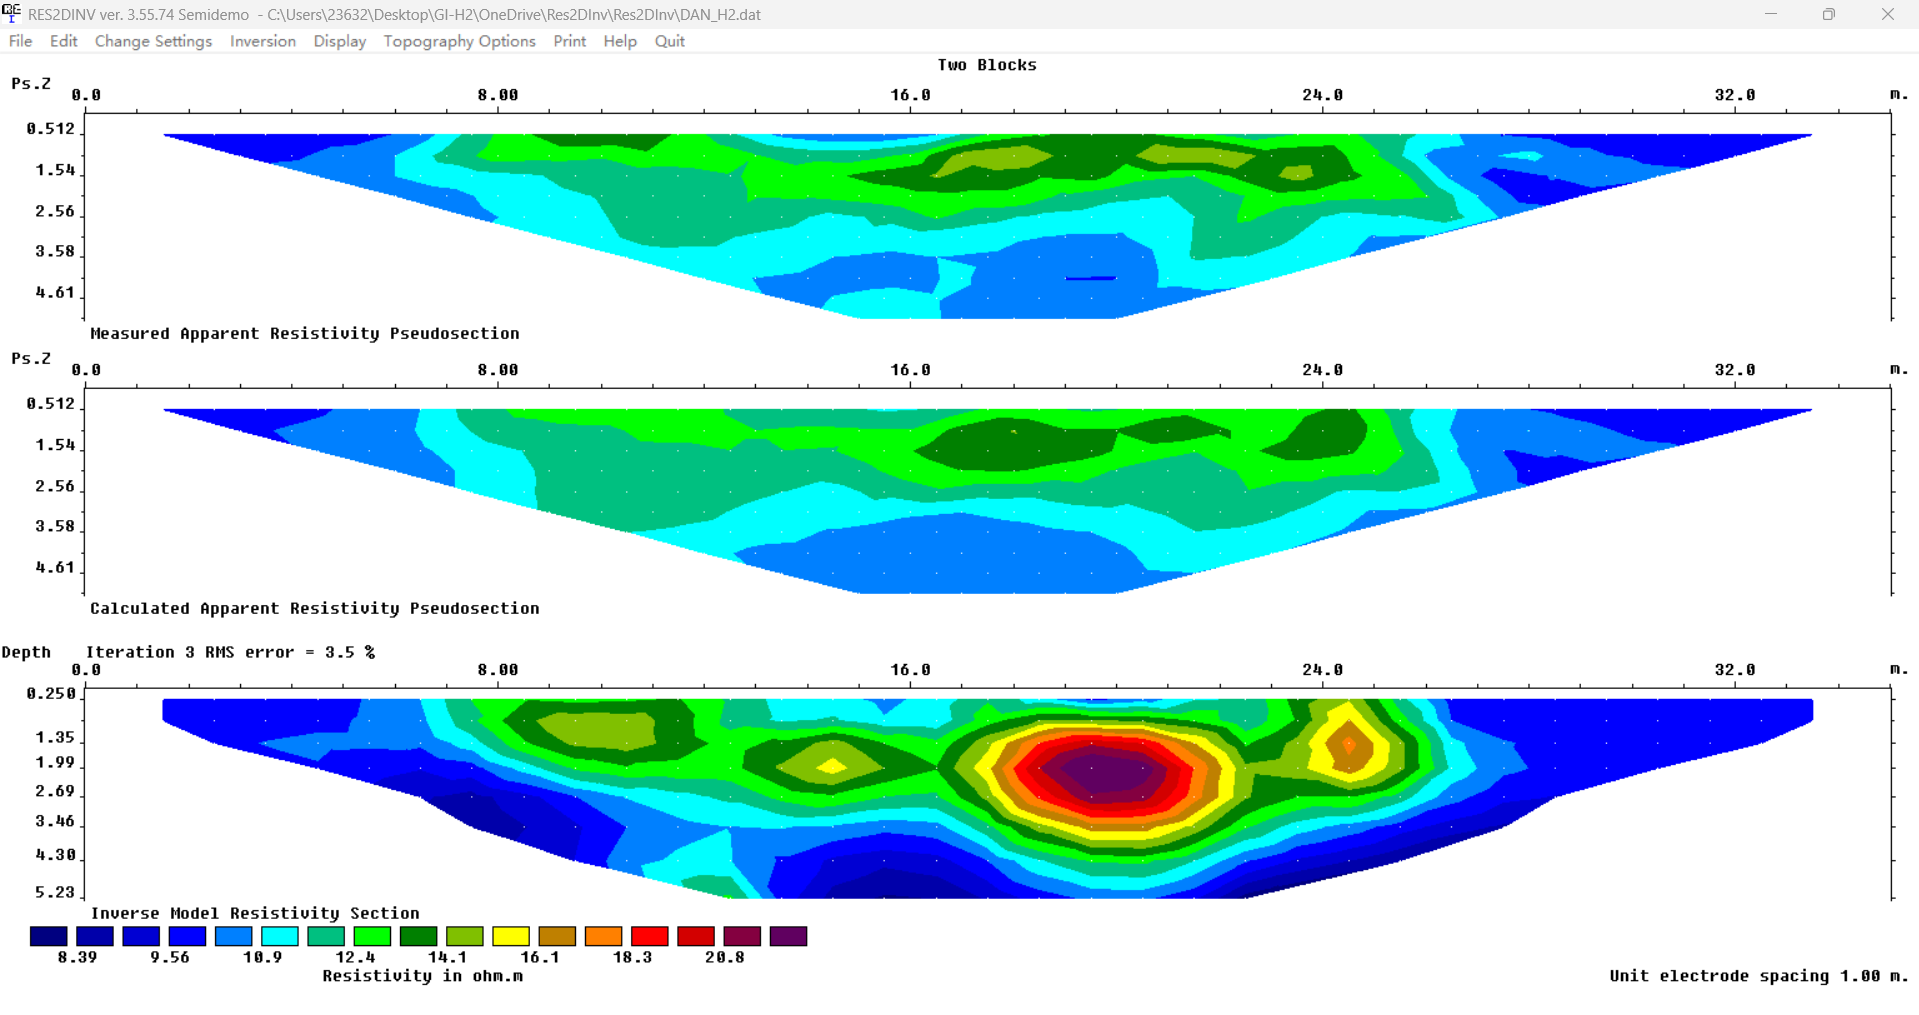 RES2DINV ver. 3.55.74 Semidemo - C:\Users\23632\Desktop\GI-H2\OneDrive\Res2DInv\Res2DInv\DAN_H2.dat
File Edit Change Settings Inversion Display Topography Options Print Help Quit
Two Blocks
Ps.Z
0.0 8.00 16.0 24.0 32.0 m.
0.512
1.54
2.56
3.58
4.61
Measured Apparent Resistivity Pseudosection
Ps.Z
0.0 8.00 16.0 24.0 32.0 m.
0.512
1.54
2.56
3.58
4.61
Calculated Apparent Resistivity Pseudosection
Depth Iteration 3 RMS error = 3.5 %
0.0 8.00 16.0 24.0 32.0 m.
0.250
1.35
1.99
2.69
3.46
4.30
5.23
Inverse Model Resistivity Section
8.39 9.56 10.9 12.4 14.1 16.1 18.3 20.8
Resistivity in ohm.m
Unit electrode spacing 1.00 m.